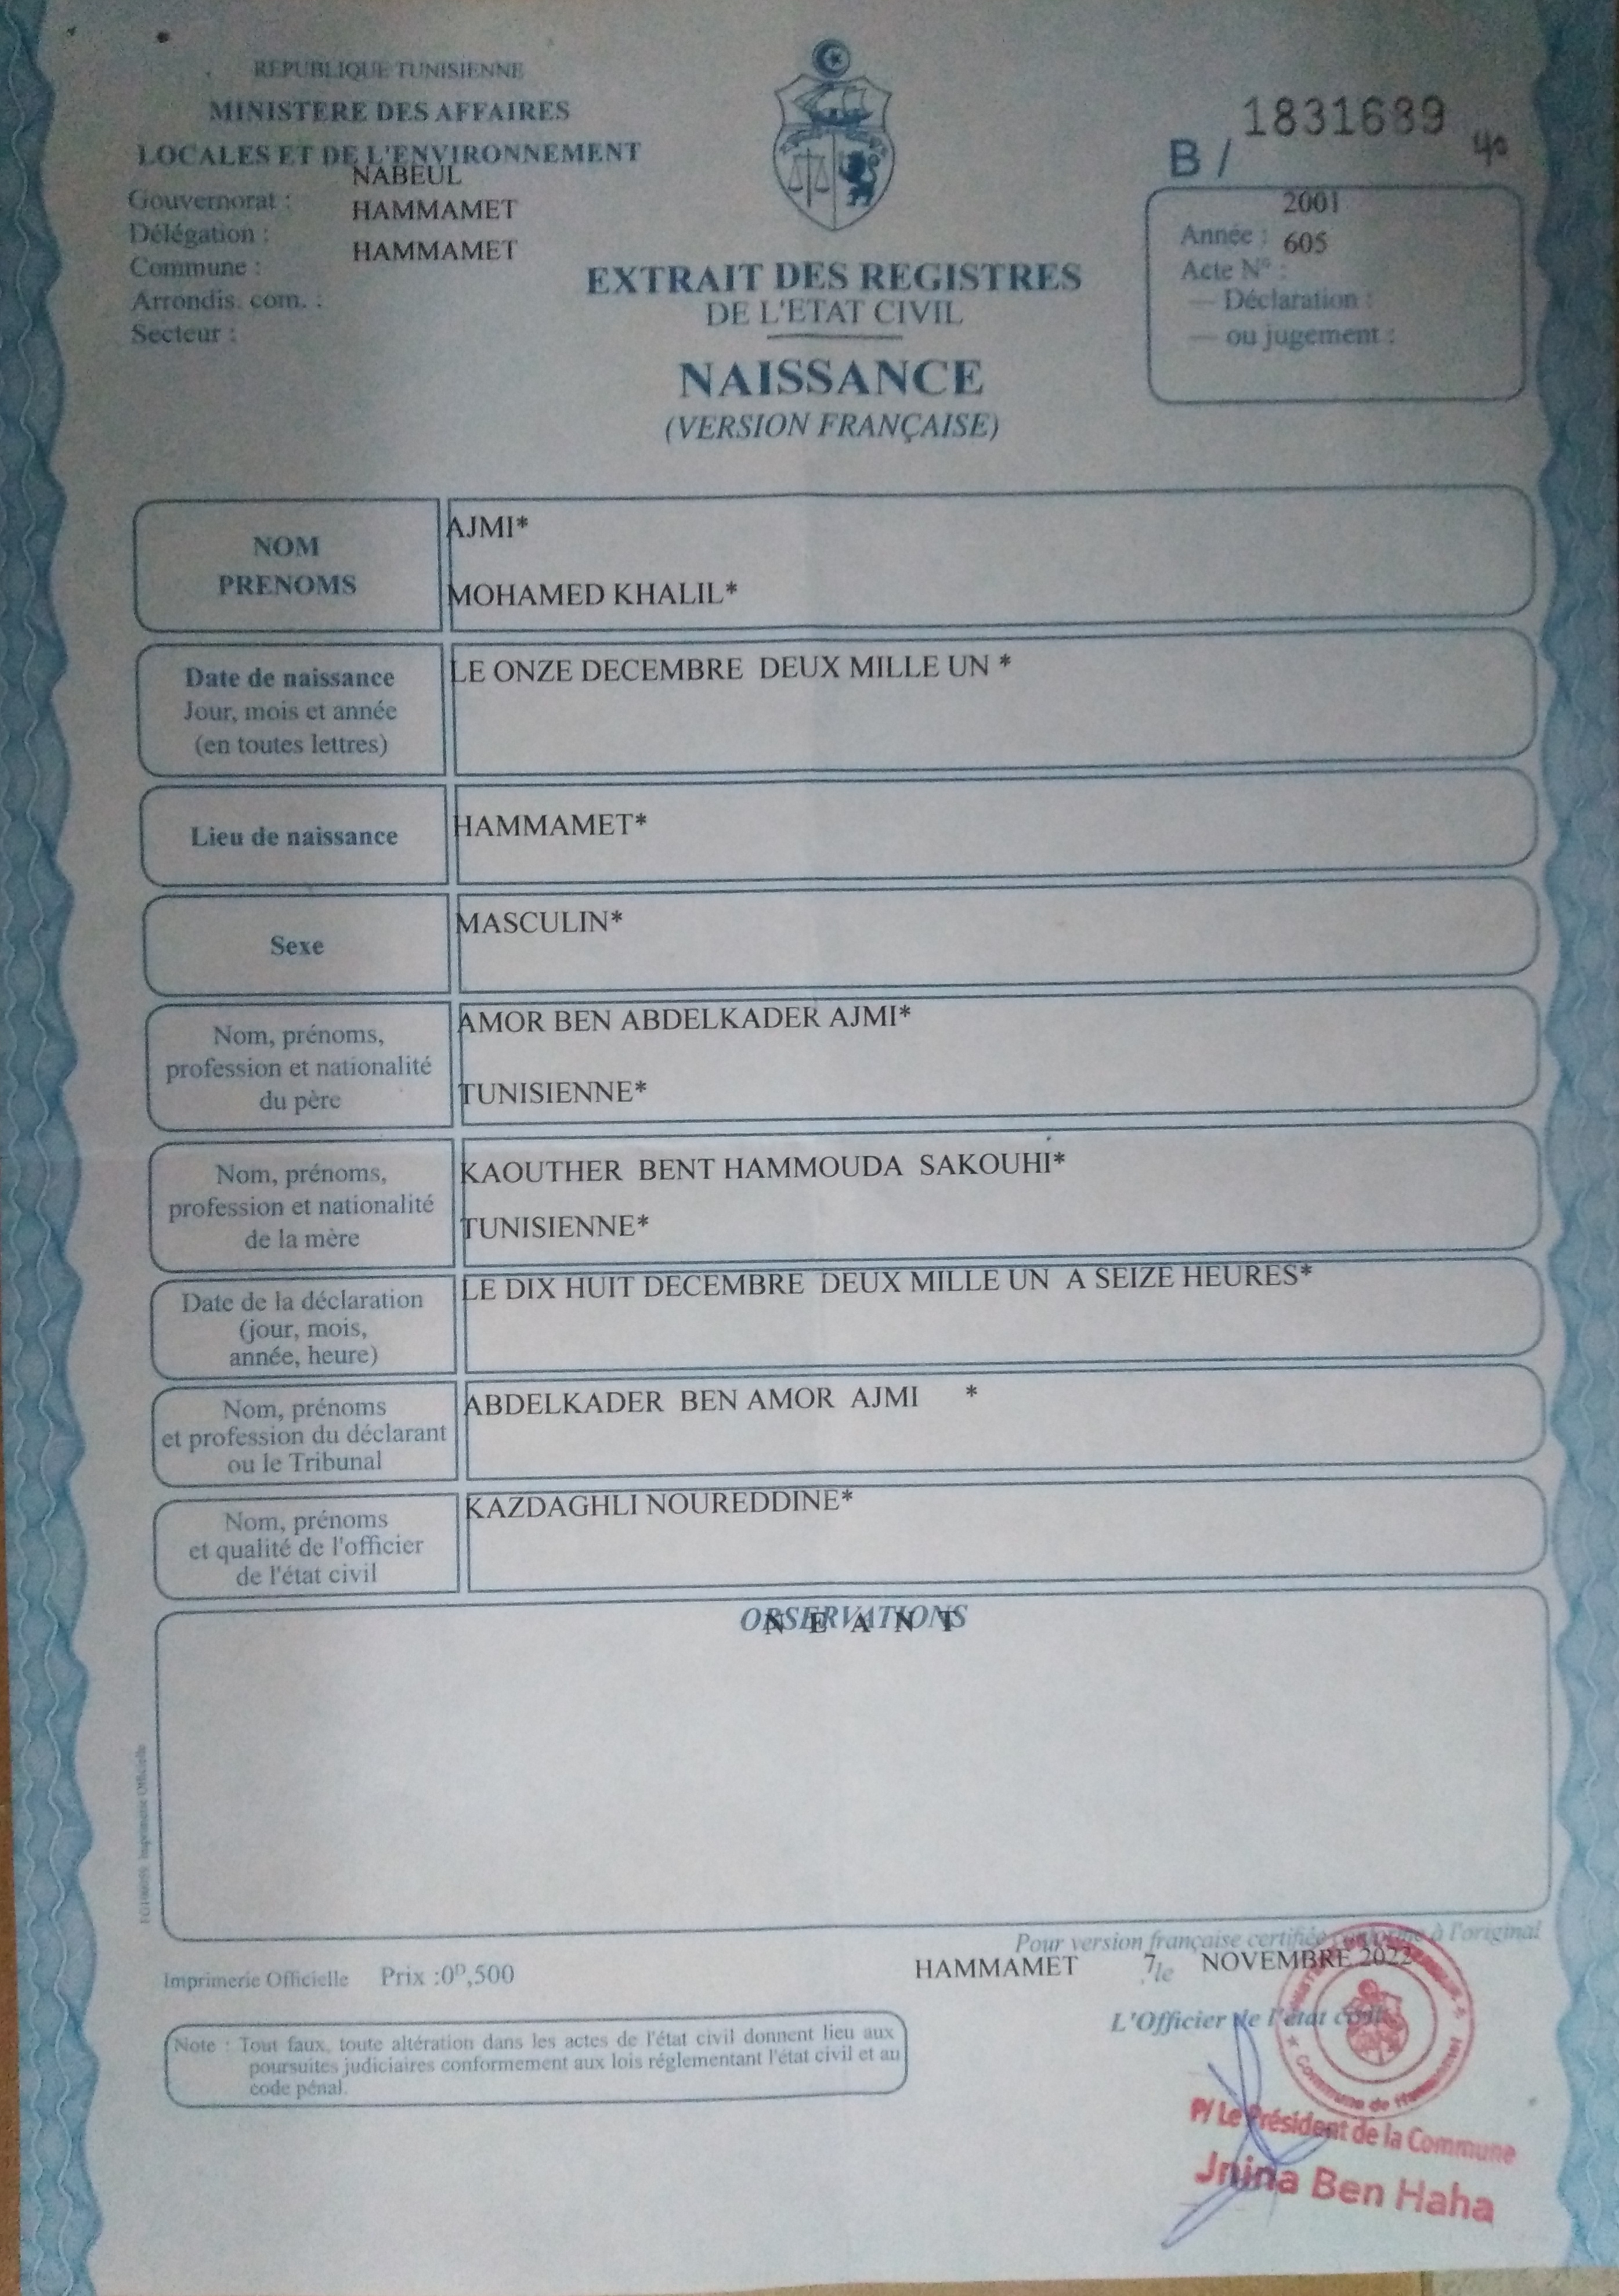 REPUBLIQUE TUNISIENNE
MINISTERE DES AFFAIRES
LOCALES ET DE L'ENVIRONNEMENT
NABEUL
Gouvernorat :
HAMMAMET
Délégation :
HAMMAMET
Commune :
Arrondis. com. :
Secteur :
B / 1831689
40
2001
Année :
605
Acte N° :
— Déclaration :
— ou jugement :
EXTRAIT DES REGISTRES
DE L'ETAT CIVIL
NAISSANCE
(VERSION FRANÇAISE)
NOM
PRENOMS
AJMI*
MOHAMED KHALIL*
Date de naissance
Jour, mois et année
(en toutes lettres)
LE ONZE DECEMBRE DEUX MILLE UN *
Lieu de naissance
HAMMAMET*
Sexe
MASCULIN*
Nom, prénoms,
profession et nationalité
du père
AMOR BEN ABDELKADER AJMI*
TUNISIENNE*
Nom, prénoms,
profession et nationalité
de la mère
KAOUTHER BENT HAMMOUDA SAKOUHI*
TUNISIENNE*
Date de la déclaration
(jour, mois,
année, heure)
LE DIX HUIT DECEMBRE DEUX MILLE UN A SEIZE HEURES*
Nom, prénoms
et profession du déclarant
ou le Tribunal
ABDELKADER BEN AMOR AJMI *
Nom, prénoms
et qualité de l'officier
de l'état civil
KAZDAGHLI NOUREDDINE*
OBSERVATIONS
N E A N T
Imprimerie Officielle
Pour version française certifiée conforme à l'original
HAMMAMET 7 le NOVEMBRE 2022
Imprimerie Officielle Prix :0ᴰ,500
L'Officier de l'état civil
Note : Tout faux, toute altération dans les actes de l'état civil donnent lieu aux
poursuites judiciaires conformement aux lois réglementant l'état civil et au
code pénal.
Commune de Hammamet
P/ Le Président de la Commune
Jnina Ben Haha